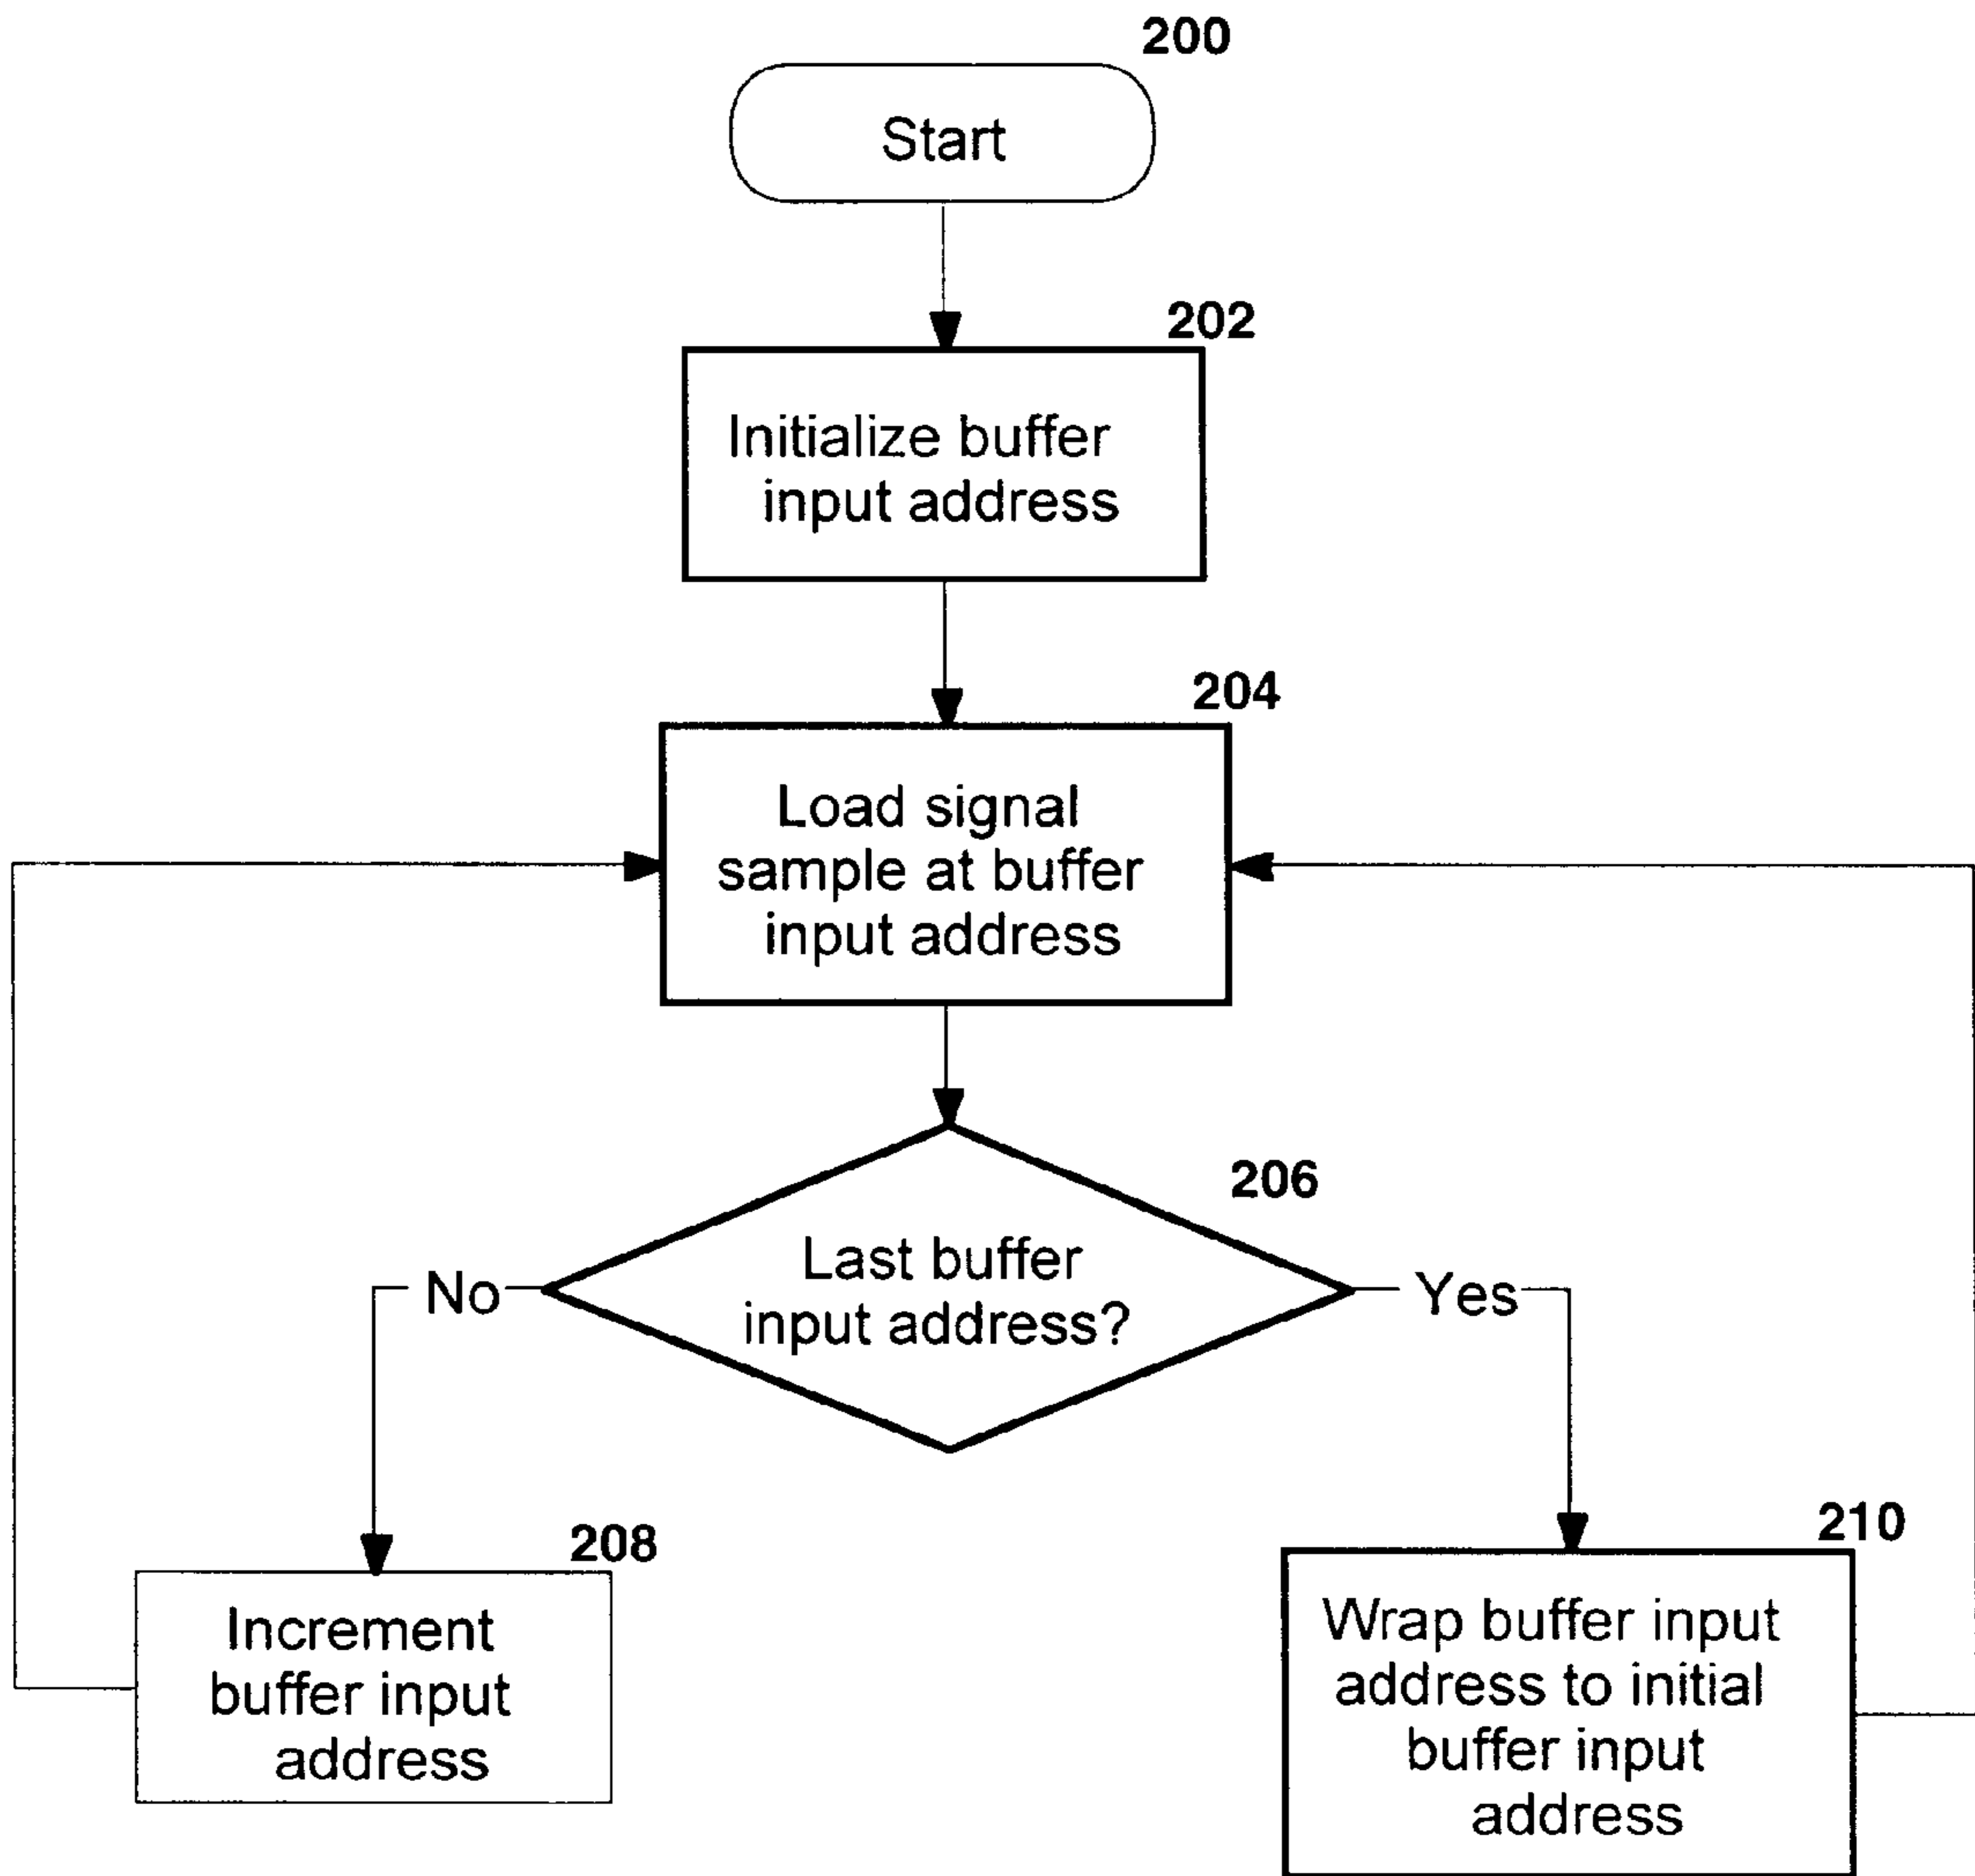 200
Start
202
Initialize buffer
input address
204
Load signal
sample at buffer
input address
206
Last buffer
input address?
No
Yes
208
Increment
buffer input
address
210
Wrap buffer input
address to initial
buffer input
address